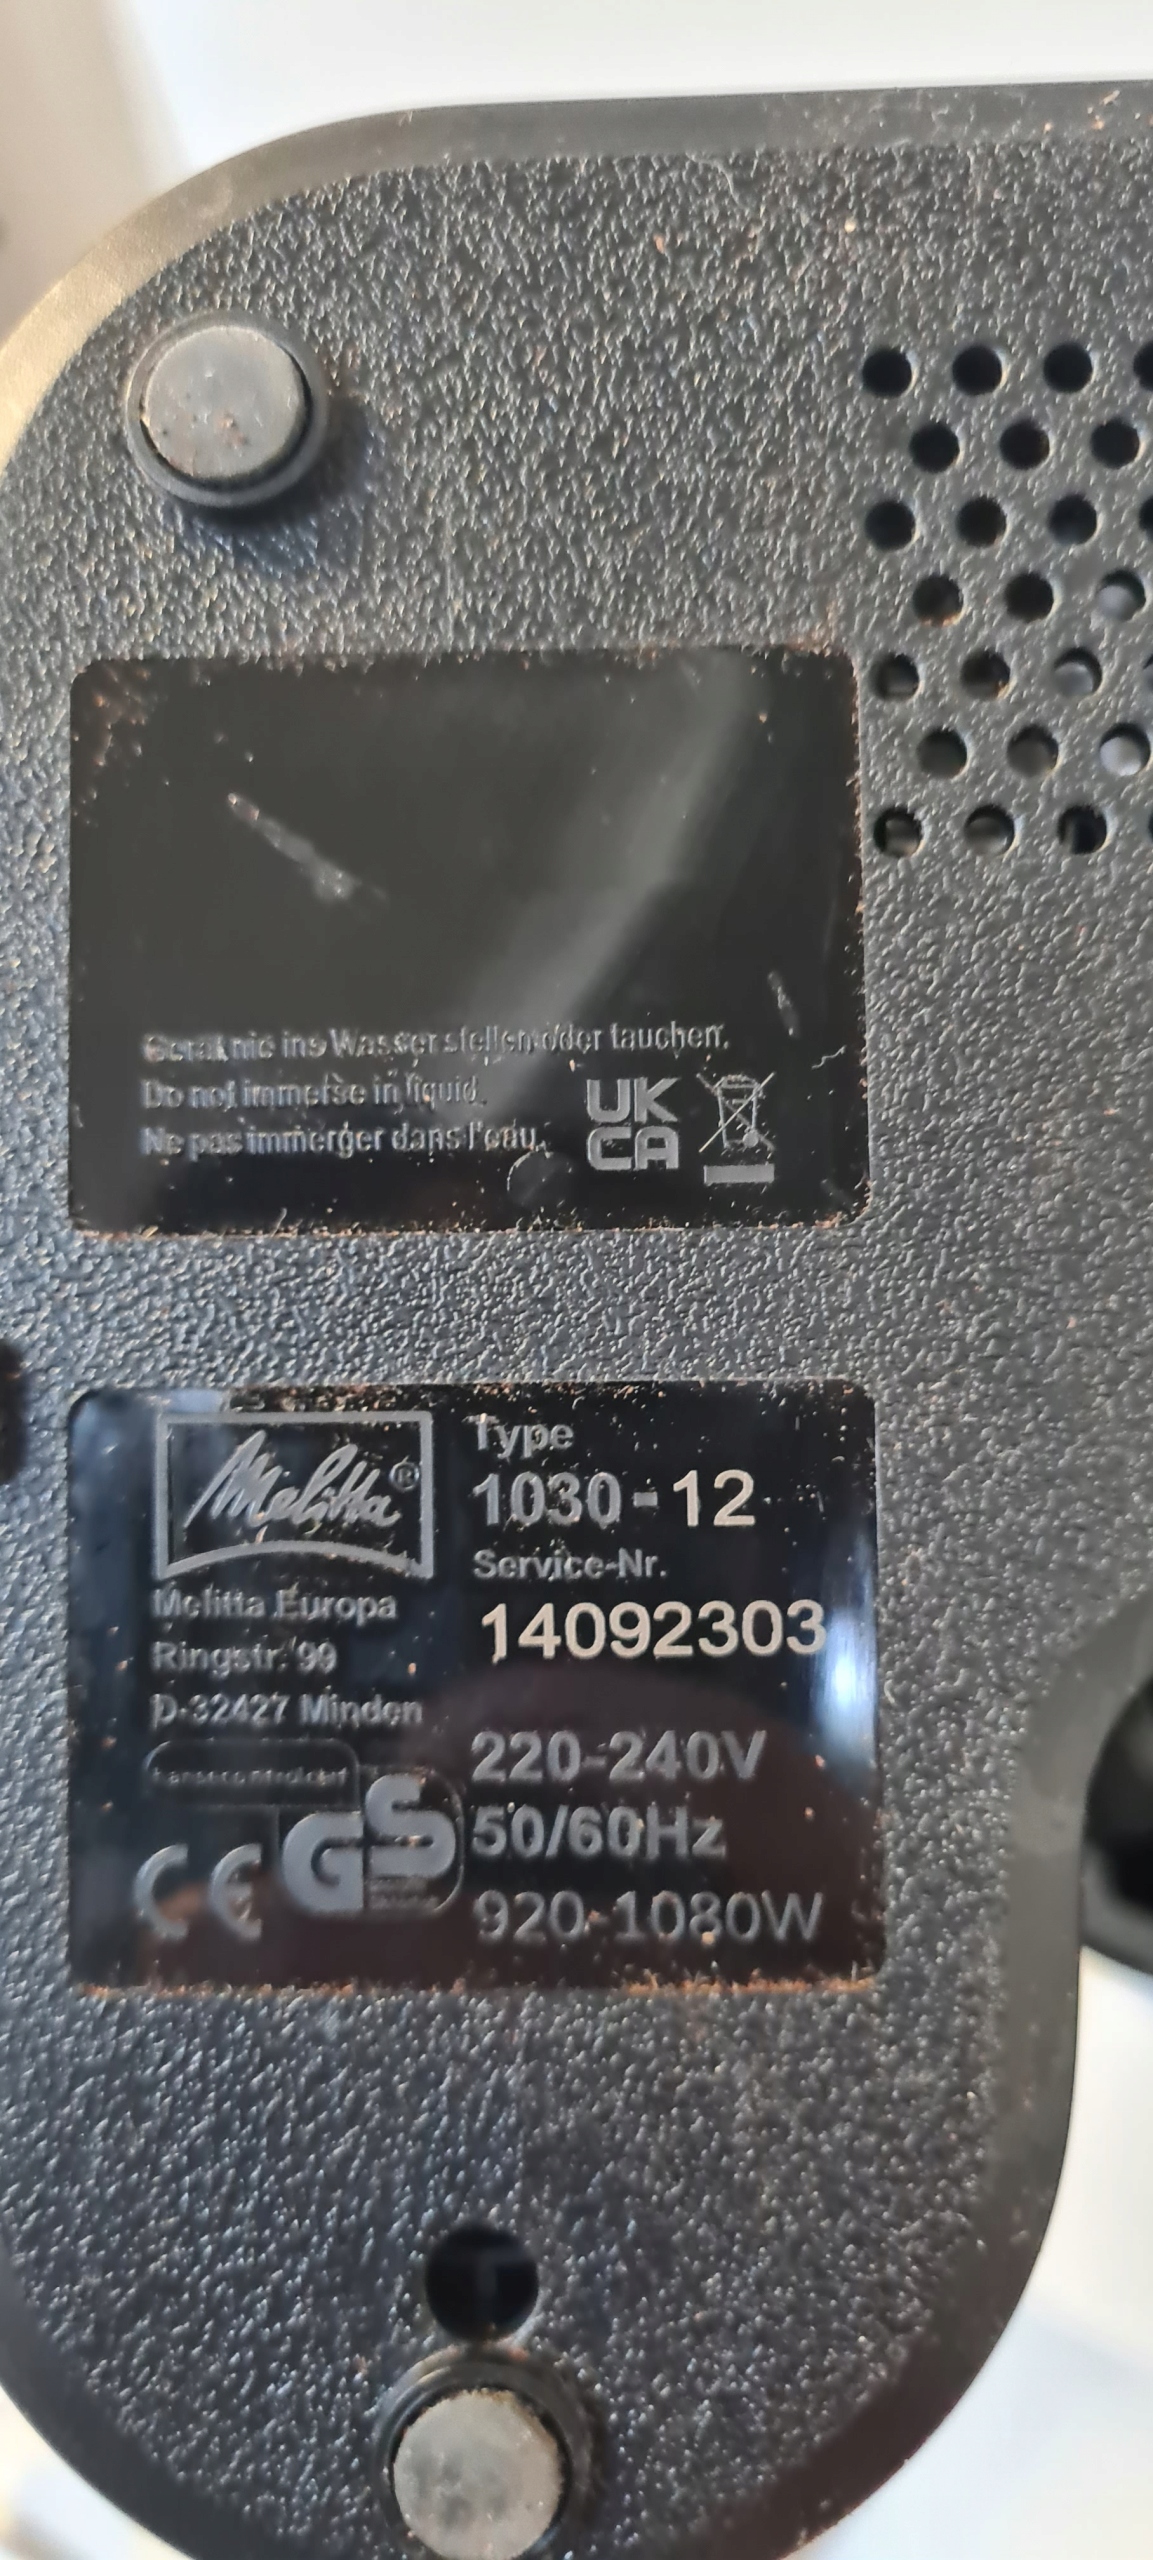 Gerät nie ins Wasser stellen oder tauchen.
Do not immerse in liquid.
Ne pas immerger dans l'eau.
UK
CA
Melitta®
Melitta Europa
Ringstr. 99
D-32427 Minden
CE
GS
Type
1030-12
Service-Nr.
14092303
220-240V
50/60Hz
920-1080W